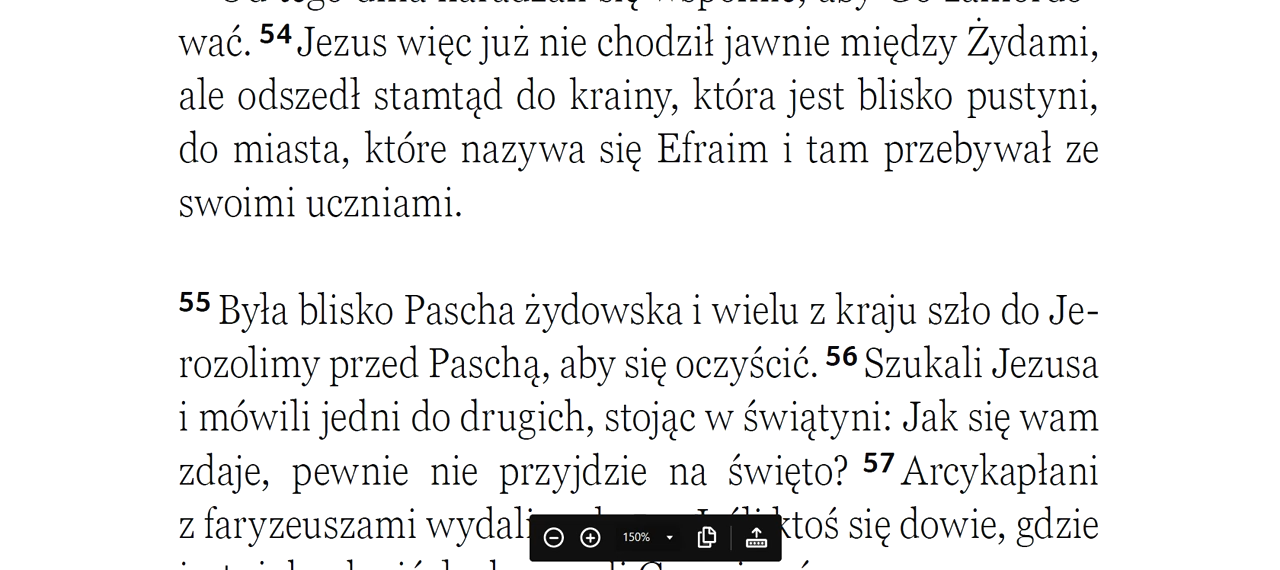 wać. 54 Jezus więc już nie chodził jawnie między Żydami,
ale odszedł stamtąd do krainy, która jest blisko pustyni,
do miasta, które nazywa się Efraim i tam przebywał ze
swoimi uczniami.
55 Była blisko Pascha żydowska i wielu z kraju szło do Je-
rozolimy przed Paschą, aby się oczyścić. 56 Szukali Jezusa
i mówili jedni do drugich, stojąc w świątyni: Jak się wam
zdaje, pewnie nie przyjdzie na święto? 57 Arcykapłani
z faryzeuszami wydali ktoś się dowie, gdzie
150%